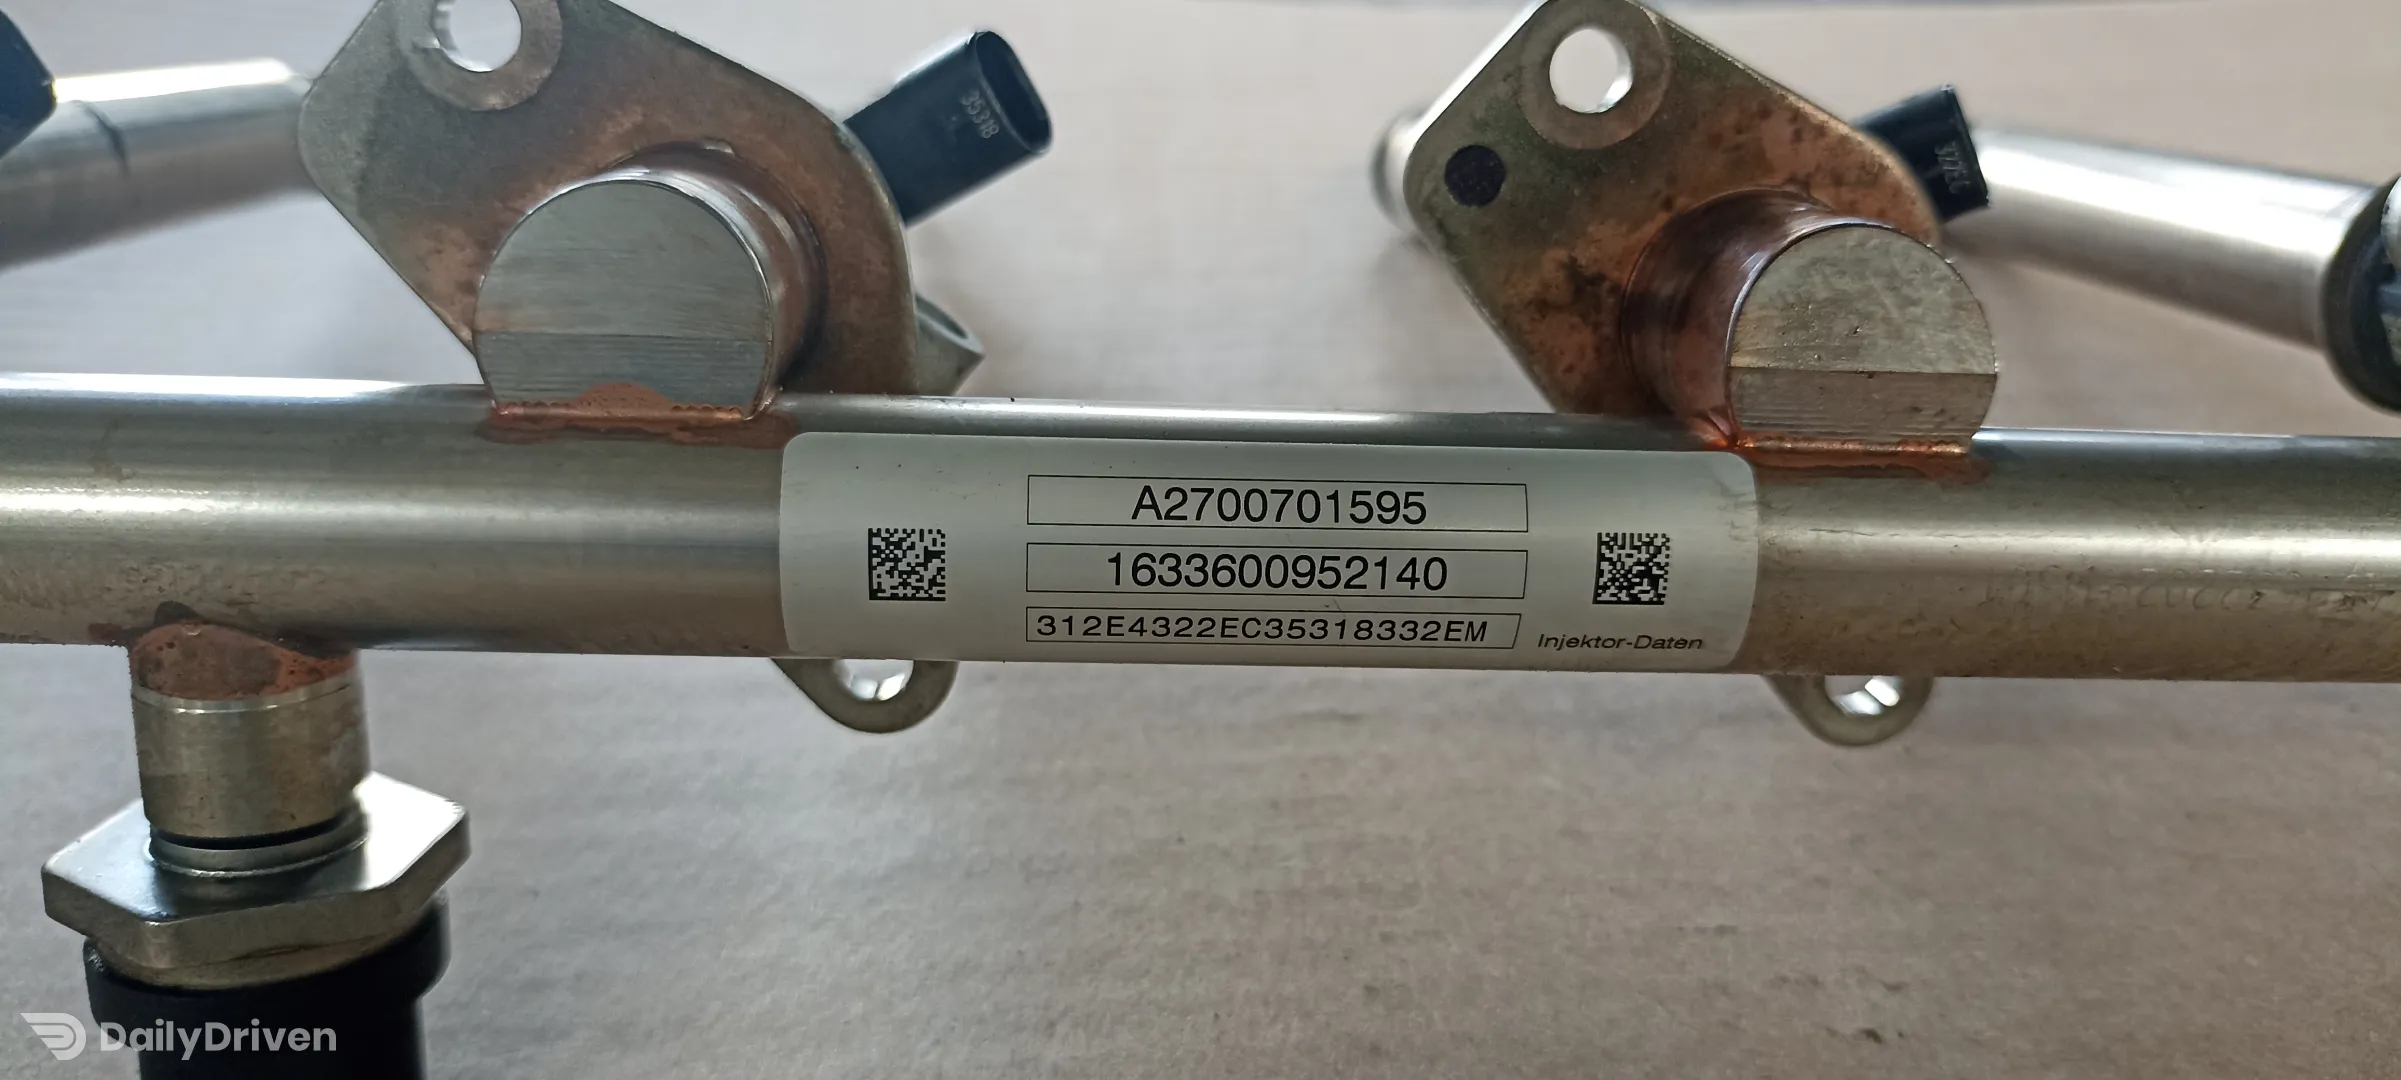 35318
A2700701595
1633600952140
312E4322EC35318332EM
Injektor-Daten
DailyDriven